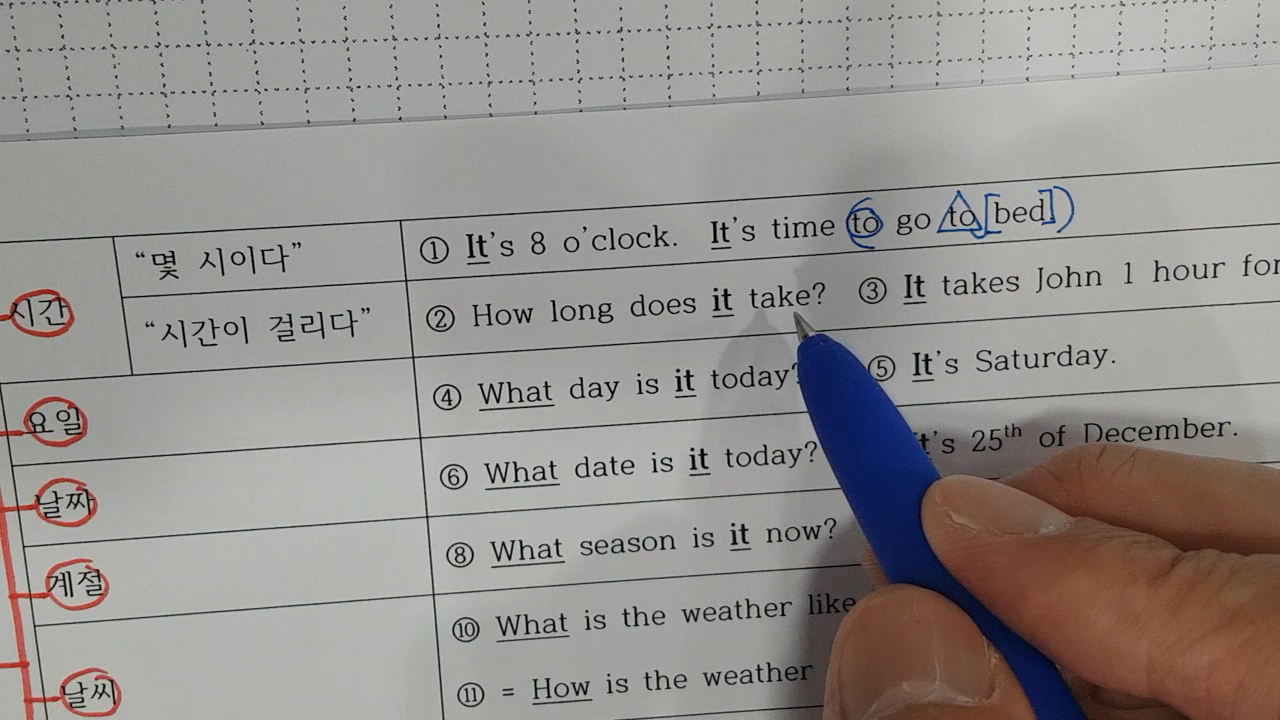 시간
"몇 시이다"
① It's 8 o'clock. It's time to go to [bed])
"시간이 걸리다"
② How long does it take? ③ It takes John 1 hour for
요일
④ What day is it today? ⑤ It's Saturday.
날짜
⑥ What date is it today? It's 25th of December.
계절
⑧ What season is it now?
날씨
⑩ What is the weather like
⑪ = How is the weather